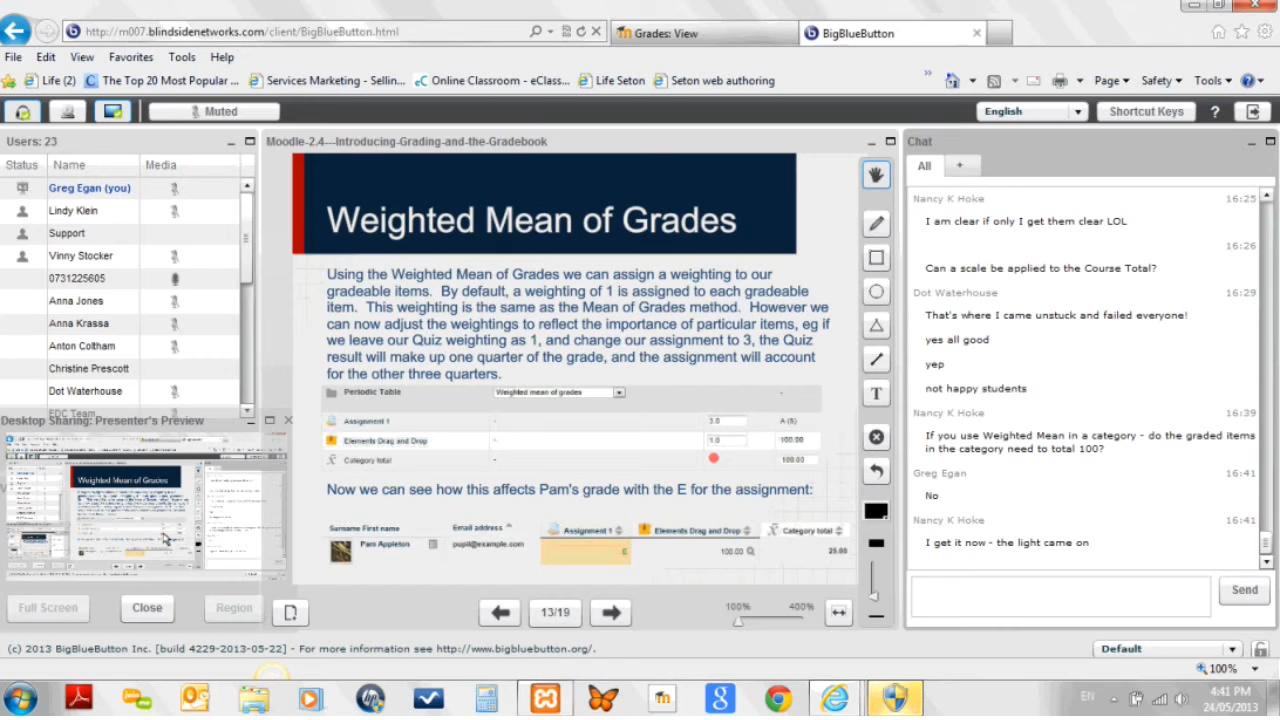 http://m007.blindsidenetworks.com/client/BigBlueButton.html
Grades: View
BigBlueButton
File Edit View Favorites Tools Help
Life (2)
The Top 20 Most Popular ...
Services Marketing - Sellin...
Online Classroom - eClass...
Life Seton
Seton web authoring
Page
Safety
Tools
Muted
English
Shortcut Keys
?
Users: 23
Status Name Media
Greg Egan (you)
Lindy Klein
Support
Vinny Stocker
0731225605
Anna Jones
Anna Krassa
Anton Coltham
Christine Prescott
Dot Waterhouse
EDC Team
Desktop Sharing: Presenter's Preview
Weighted Mean of Grades
Full Screen
Close
Region
Moodle-2.4---Introducing-Grading-and-the-Gradebook
Weighted Mean of Grades
Using the Weighted Mean of Grades we can assign a weighting to our
gradeable items. By default, a weighting of 1 is assigned to each gradeable
item. This weighting is the same as the Mean of Grades method. However we
can now adjust the weightings to reflect the importance of particular items, eg if
we leave our Quiz weighting as 1, and change our assignment to 3, the Quiz
result will make up one quarter of the grade, and the assignment will account
for the other three quarters.
Periodic Table Weighted mean of grades -
Assignment 1 - 3.0 A (5)
Elements Drag and Drop - 1.0 100.00
Category total - 100.00
Now we can see how this affects Pam's grade with the E for the assignment:
Surname First name Email address Assignment 1 Elements Drag and Drop Category total
Pam Appleton pupil@example.com E 100.00 25.00
13/19
100% 400%
T
Chat
All +
Nancy K Hoke 16:25
I am clear if only I get them clear LOL
16:26
Can a scale be applied to the Course Total?
Dot Waterhouse 16:29
That's where I came unstuck and failed everyone!
yes all good
yep
not happy students
Nancy K Hoke 16:39
If you use Weighted Mean in a category - do the graded items
in the category need to total 100?
Greg Egan 16:41
No
Nancy K Hoke 16:41
I get it now - the light came on
Send
(c) 2013 BigBlueButton Inc. [build 4229-2013-05-22] - For more information see http://www.bigbluebutton.org/.
Default
100%
EN
4:41 PM
24/05/2013